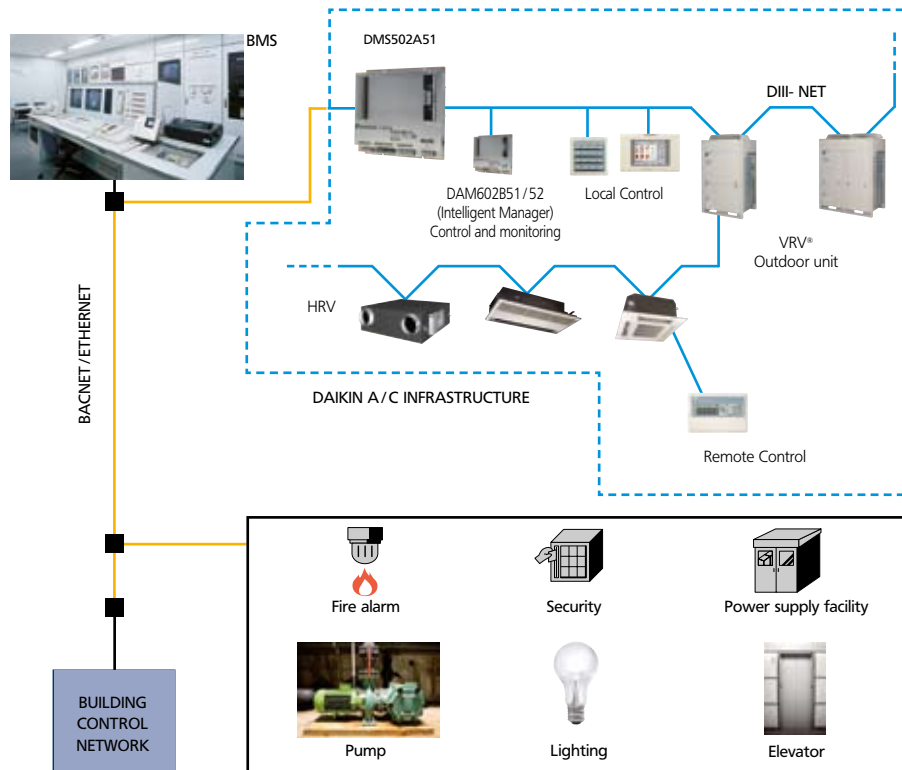 BMS
DMS502A51
DIII- NET
DAM602B51/52
(Intelligent Manager)
Control and monitoring
Local Control
VRV®
Outdoor unit
HRV
BACNET/ETHERNET
DAIKIN A/C INFRASTRUCTURE
Remote Control
Fire alarm
Security
Power supply facility
Pump
Lighting
Elevator
BUILDING
CONTROL
NETWORK